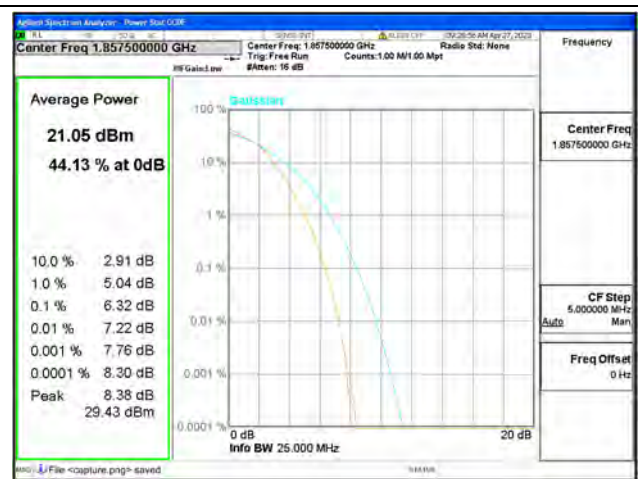 Agilent Spectrum Analyzer - Power Stat CCDF
Center Freq 1.857500000 GHz
Center Freq: 1.857500000 GHz
Trig: Free Run
Counts:1.00 M/1.00 Mpt
#IFGain:Low
#Atten: 16 dB
Radio Std: None
Frequency
Average Power
21.05 dBm
44.13 % at 0dB
10.0 % 2.91 dB
1.0 % 5.04 dB
0.1 % 6.32 dB
0.01 % 7.22 dB
0.001 % 7.76 dB
0.0001 % 8.30 dB
Peak 8.38 dB
29.43 dBm
100 %
Gaussian
10 %
1 %
0.1 %
0.01 %
0.001 %
0.0001 %
0 dB
20 dB
Info BW 25.000 MHz
Center Freq
1.857500000 GHz
CF Step
5.000000 MHz
Auto Man
Freq Offset
0 Hz
MSG
File <capture.png> saved
STATUS